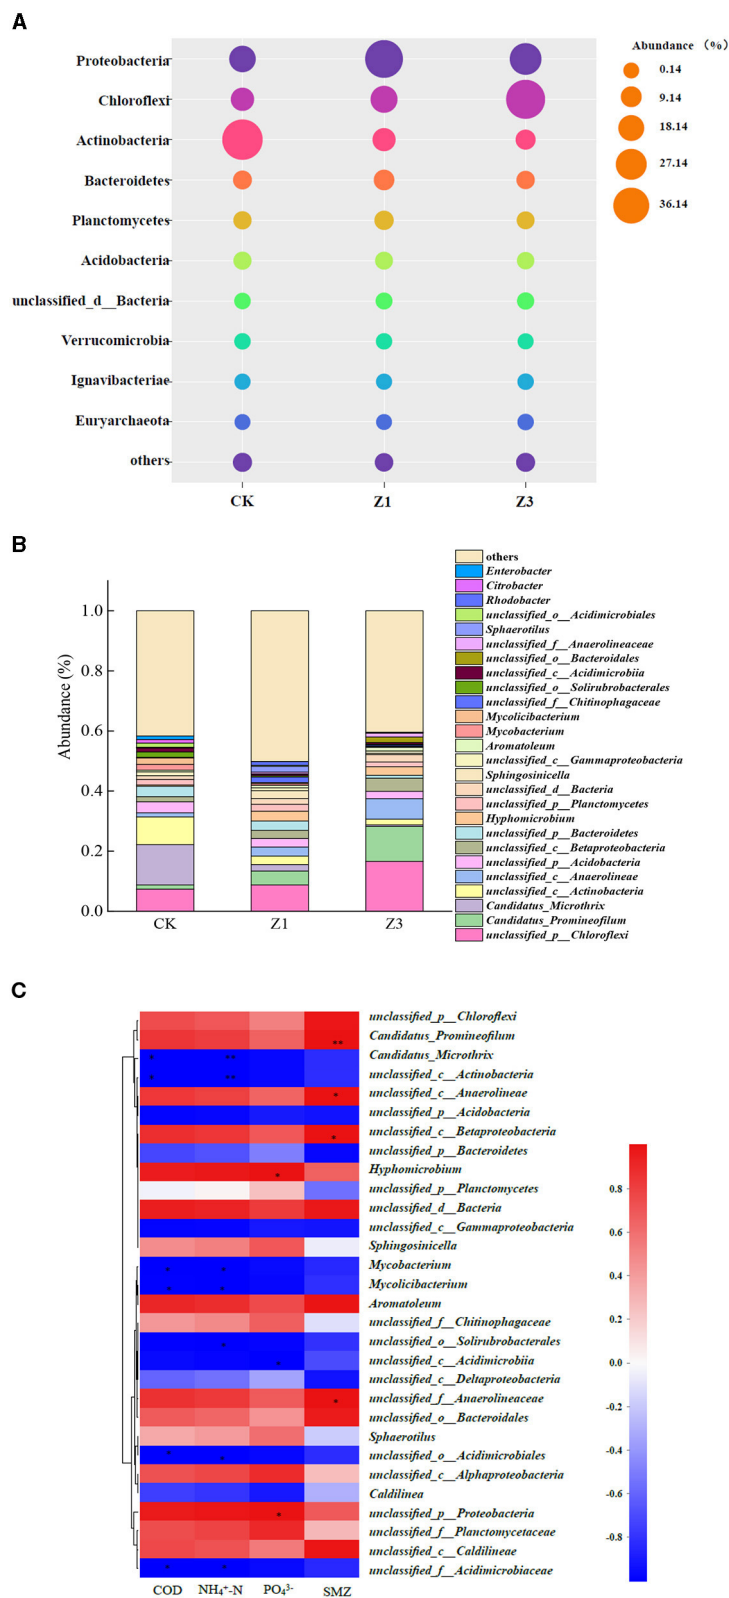 A
Abundance （%）
Proteobacteria
Chloroflexi
Actinobacteria
Bacteroidetes
Planctomycetes
Acidobacteria
unclassified_d__Bacteria
Verrucomicrobia
Ignavibacteriae
Euryarchaeota
others
CK
Z1
Z3
0.14
9.14
18.14
27.14
36.14
B
Abundance (%)
1.0
0.8
0.6
0.4
0.2
0.0
CK
Z1
Z3
others
Enterobacter
Citrobacter
Rhodobacter
unclassified_o__Acidimicrobiales
Sphaerotilus
unclassified_f__Anaerolineaceae
unclassified_o__Bacteroidales
unclassified_c__Acidimicrobiia
unclassified_o__Solirubrobacterales
unclassified_f__Chitinophagaceae
Mycolicibacterium
Mycobacterium
Aromatoleum
unclassified_c__Gammaproteobacteria
Sphingosinicella
unclassified_d__Bacteria
unclassified_p__Planctomycetes
Hyphomicrobium
unclassified_p__Bacteroidetes
unclassified_c__Betaproteobacteria
unclassified_p__Acidobacteria
unclassified_c__Anaerolineae
unclassified_c__Actinobacteria
Candidatus_Microthrix
Candidatus_Promineofilum
unclassified_p__Chloroflexi
C
unclassified_p__Chloroflexi
Candidatus_Promineofilum
**
Candidatus_Microthrix
* **
unclassified_c__Actinobacteria
* **
unclassified_c__Anaerolineae
*
unclassified_p__Acidobacteria
unclassified_c__Betaproteobacteria
*
unclassified_p__Bacteroidetes
Hyphomicrobium
*
unclassified_p__Planctomycetes
unclassified_d__Bacteria
unclassified_c__Gammaproteobacteria
Sphingosinicella
Mycobacterium
* *
Mycolicibacterium
* *
Aromatoleum
unclassified_f__Chitinophagaceae
unclassified_o__Solirubrobacterales
*
unclassified_c__Acidimicrobiia
*
unclassified_c__Deltaproteobacteria
unclassified_f__Anaerolineaceae
*
unclassified_o__Bacteroidales
Sphaerotilus
unclassified_o__Acidimicrobiales
* *
unclassified_c__Alphaproteobacteria
Caldilinea
unclassified_p__Proteobacteria
*
unclassified_f__Planctomycetaceae
unclassified_c__Caldilineae
unclassified_f__Acidimicrobiaceae
* *
COD
NH₄⁺-N
PO₄³⁻
SMZ
0.8
0.6
0.4
0.2
0.0
-0.2
-0.4
-0.6
-0.8